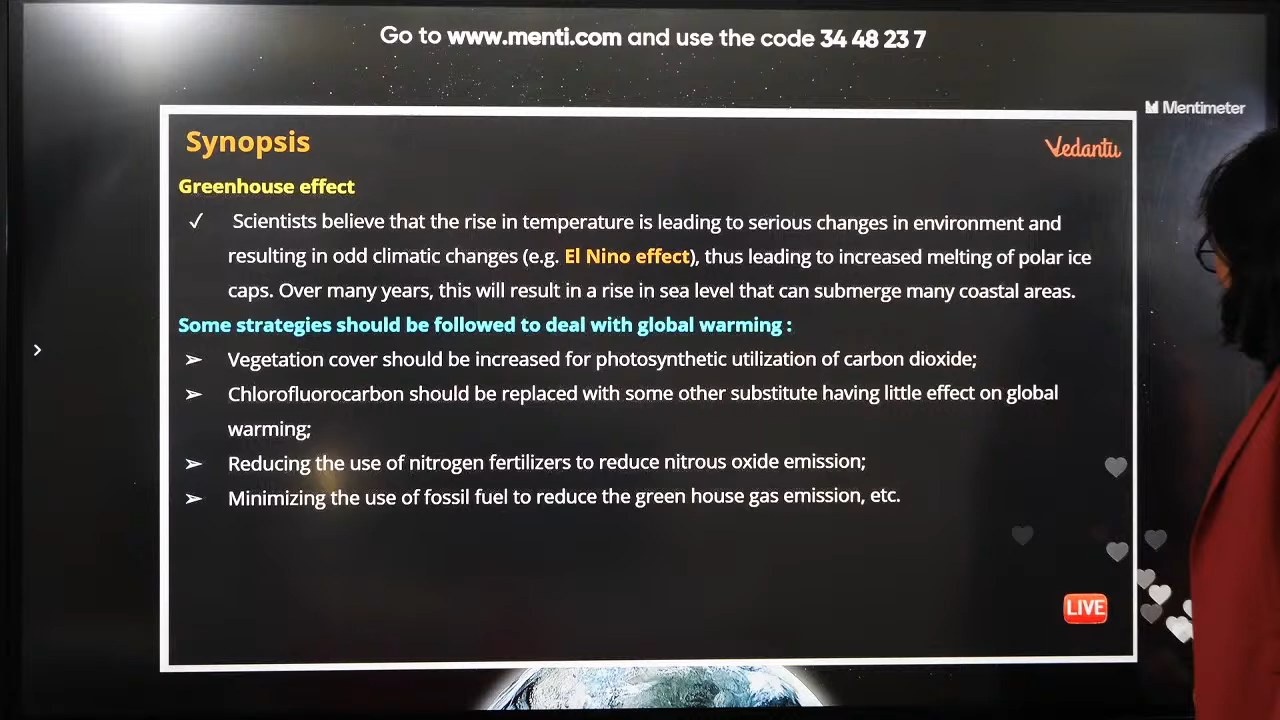 Go to www.menti.com and use the code 34 48 23 7
Mentimeter
Synopsis
Vedantu
Greenhouse effect
✓ Scientists believe that the rise in temperature is leading to serious changes in environment and
resulting in odd climatic changes (e.g. El Nino effect), thus leading to increased melting of polar ice
caps. Over many years, this will result in a rise in sea level that can submerge many coastal areas.
Some strategies should be followed to deal with global warming :
➢ Vegetation cover should be increased for photosynthetic utilization of carbon dioxide;
➢ Chlorofluorocarbon should be replaced with some other substitute having little effect on global
warming;
➢ Reducing the use of nitrogen fertilizers to reduce nitrous oxide emission;
➢ Minimizing the use of fossil fuel to reduce the green house gas emission, etc.
LIVE